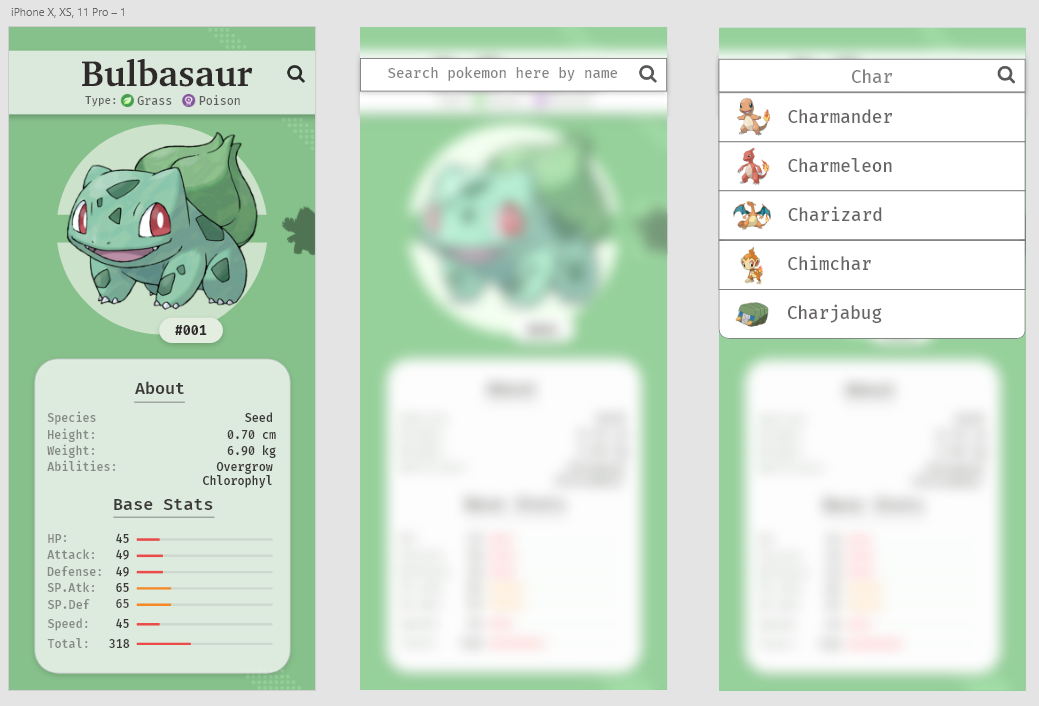 iPhone X, XS, 11 Pro – 1
Bulbasaur
Type: Grass Poison
#001
About
Species Seed
Height: 0.70 cm
Weight: 6.90 kg
Abilities: Overgrow
Chlorophyl
Base Stats
HP: 45
Attack: 49
Defense: 49
SP.Atk: 65
SP.Def 65
Speed: 45
Total: 318
Search pokemon here by name
Char
Charmander
Charmeleon
Charizard
Chimchar
Charjabug